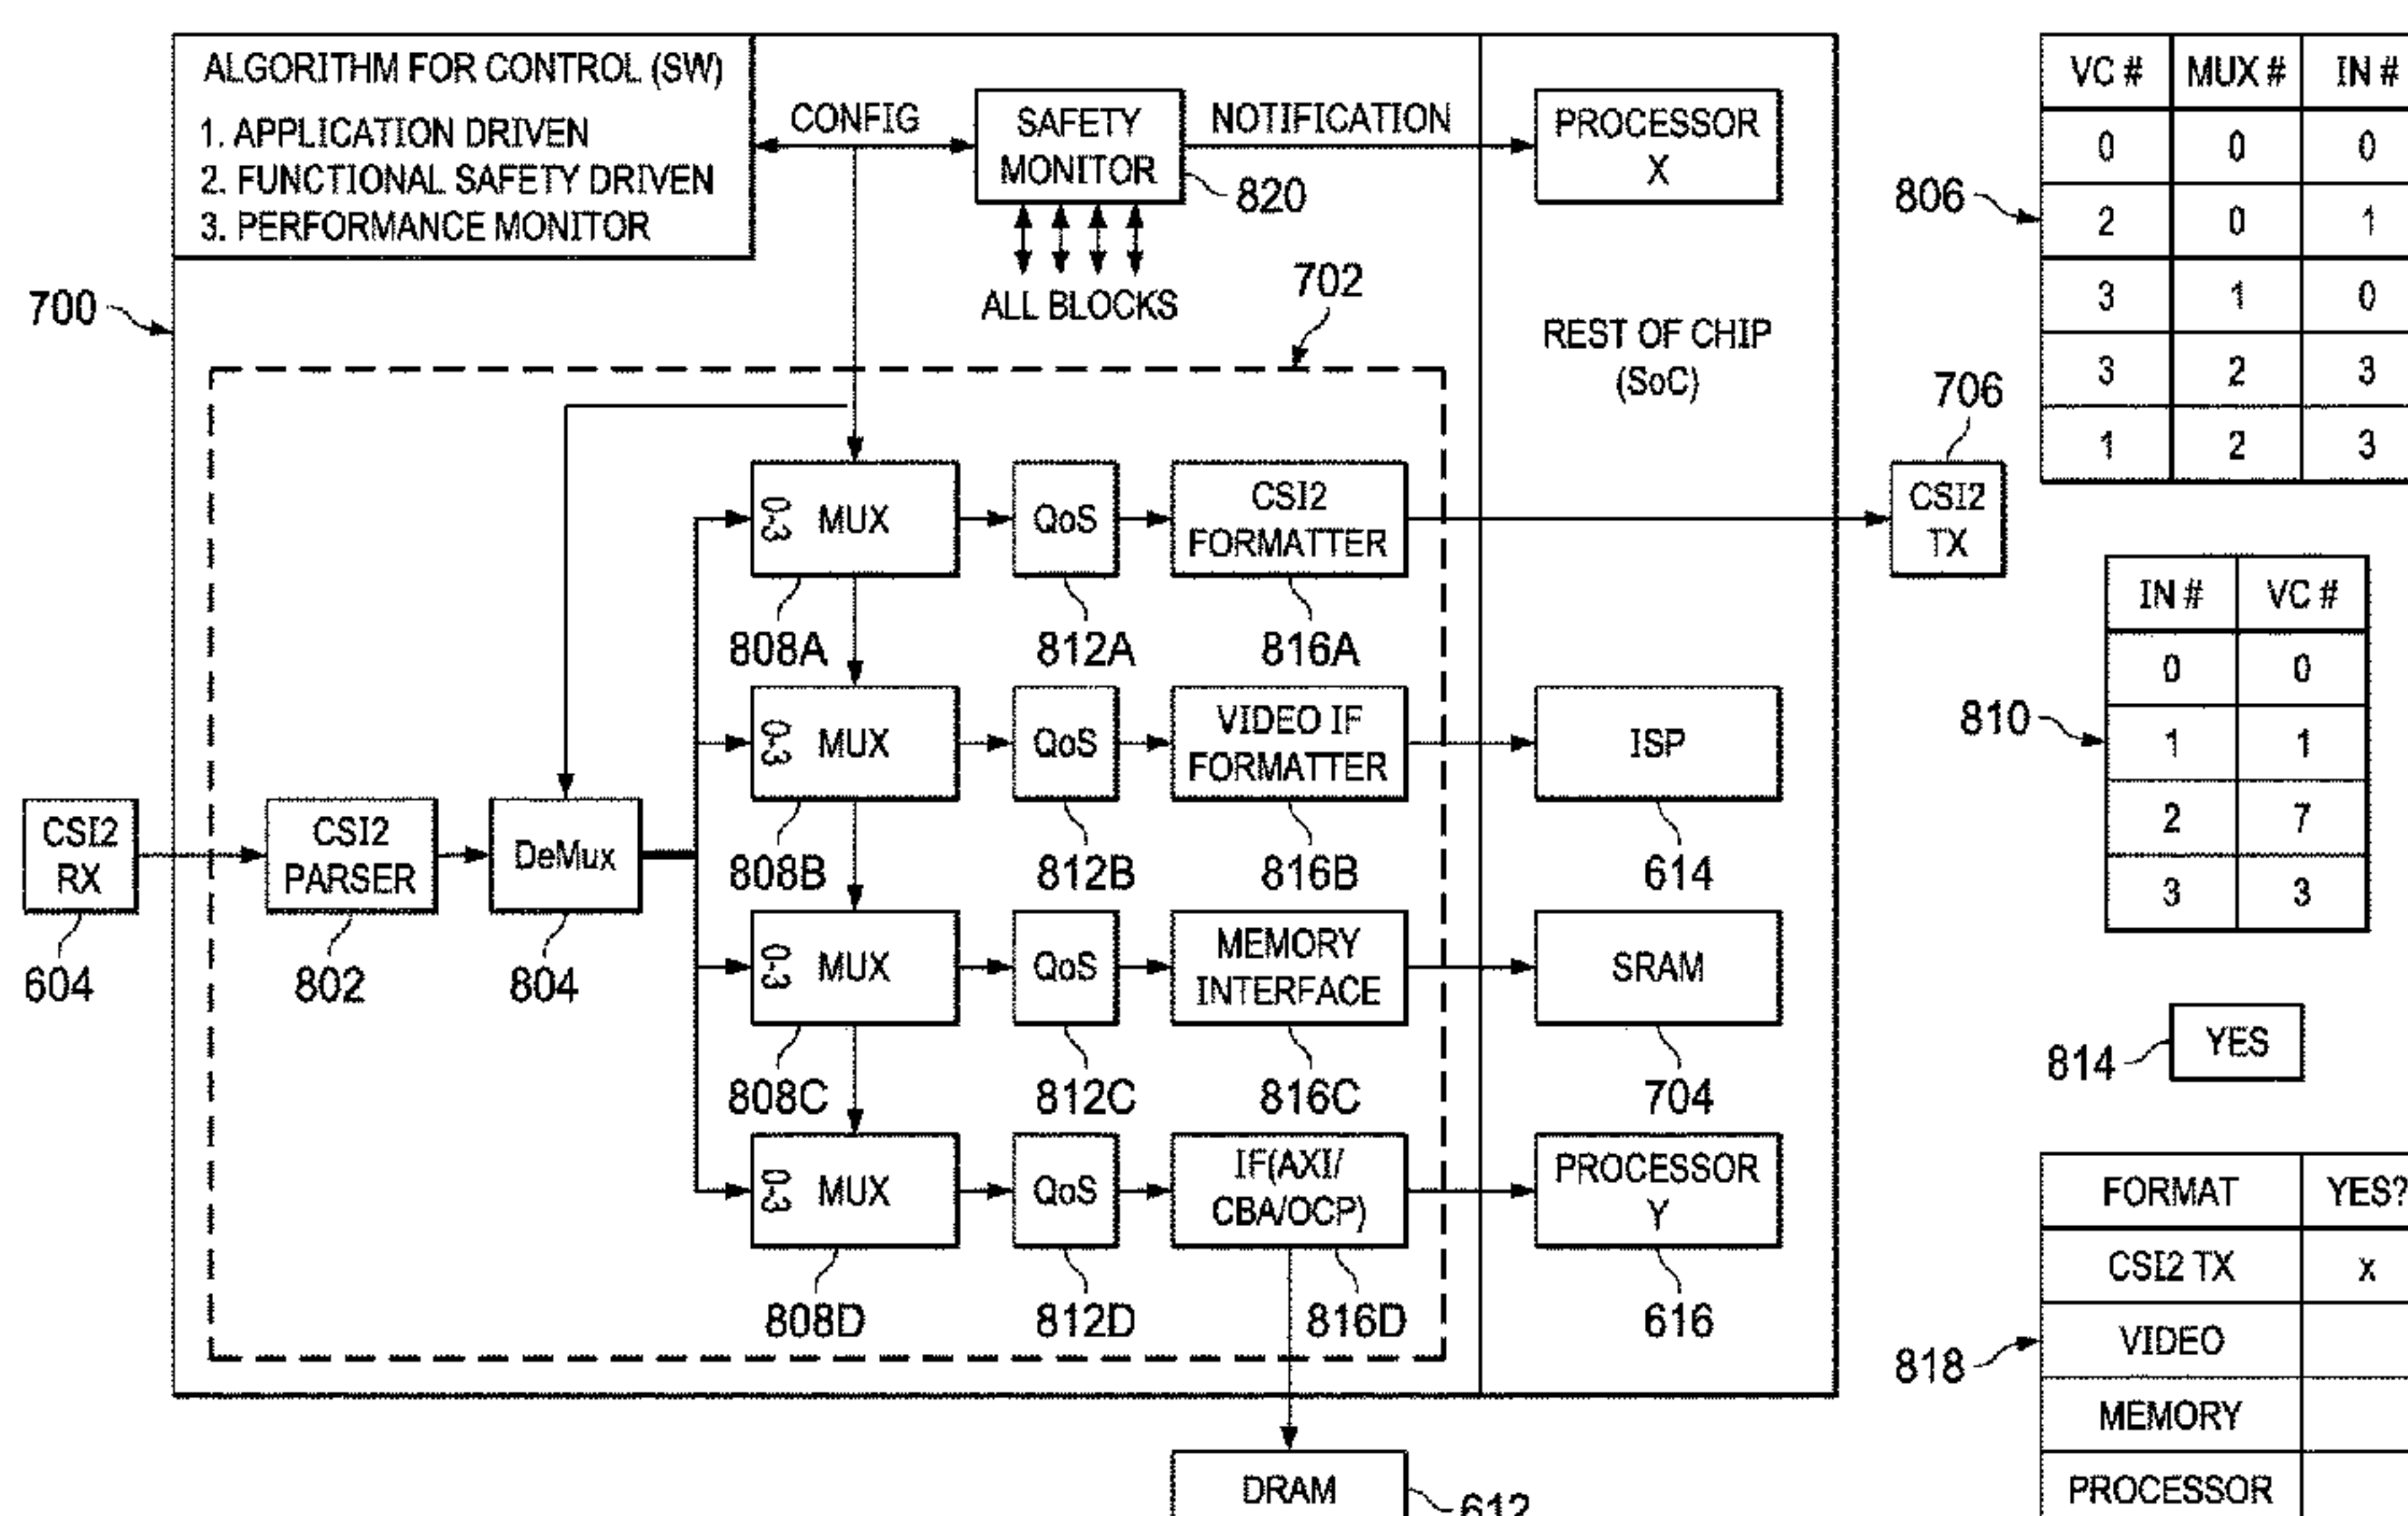 ALGORITHM FOR CONTROL (SW)
1. APPLICATION DRIVEN
2. FUNCTIONAL SAFETY DRIVEN
3. PERFORMANCE MONITOR
CONFIG
SAFETY
MONITOR
820
NOTIFICATION
PROCESSOR
X
ALL BLOCKS
700
702
REST OF CHIP
(SoC)
706
CSI2
TX
0-3
MUX
QoS
CSI2
FORMATTER
808A
812A
816A
0-3
MUX
QoS
VIDEO IF
FORMATTER
ISP
808B
812B
816B
614
CSI2
RX
604
CSI2
PARSER
802
DeMux
804
0-3
MUX
QoS
MEMORY
INTERFACE
SRAM
808C
812C
816C
704
0-3
MUX
QoS
IF(AXI/
CBA/OCP)
PROCESSOR
Y
808D
812D
816D
616
DRAM
612
806
VC # MUX # IN #
0 0 0
2 0 1
3 1 0
3 2 3
1 2 3
810
IN # VC #
0 0
1 1
2 7
3 3
814
YES
818
FORMAT YES?
CSI2 TX x
VIDEO
MEMORY
PROCESSOR